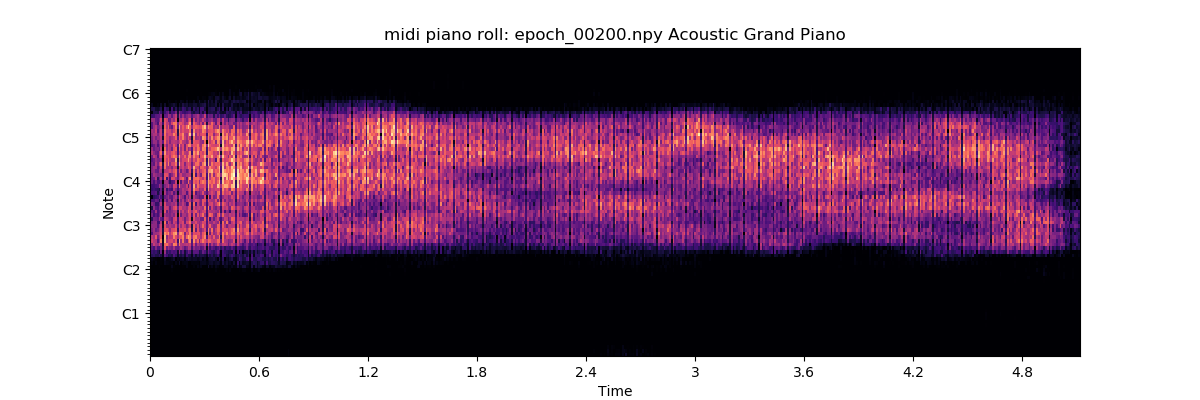 midi piano roll: epoch_00200.npy Acoustic Grand Piano
C7
C6
C5
C4
C3
C2
C1
Note
0 0.6 1.2 1.8 2.4 3 3.6 4.2 4.8
Time